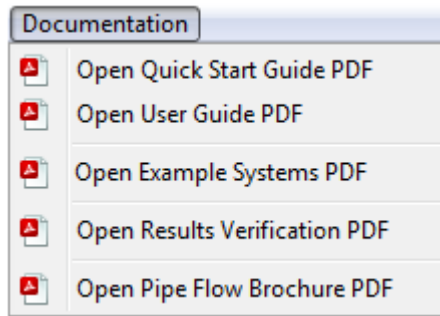 Documentation
Open Quick Start Guide PDF
Open User Guide PDF
Open Example Systems PDF
Open Results Verification PDF
Open Pipe Flow Brochure PDF